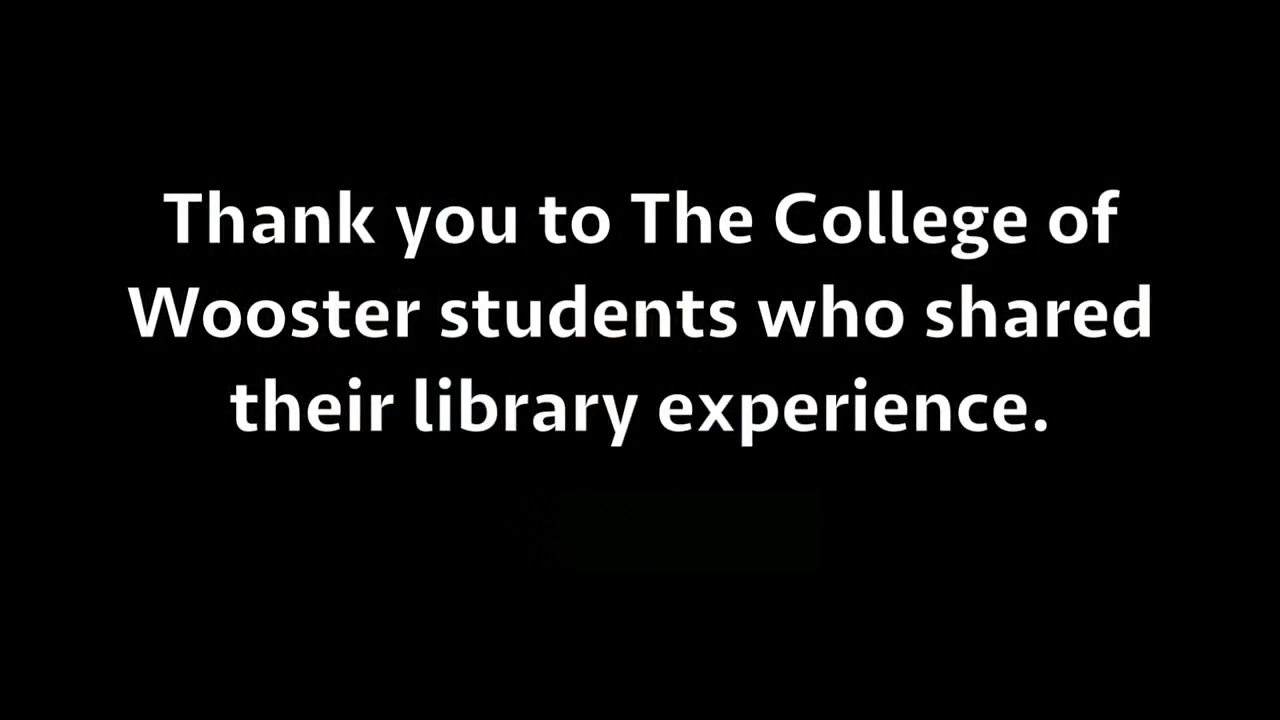 Thank you to The College of
Wooster students who shared
their library experience.